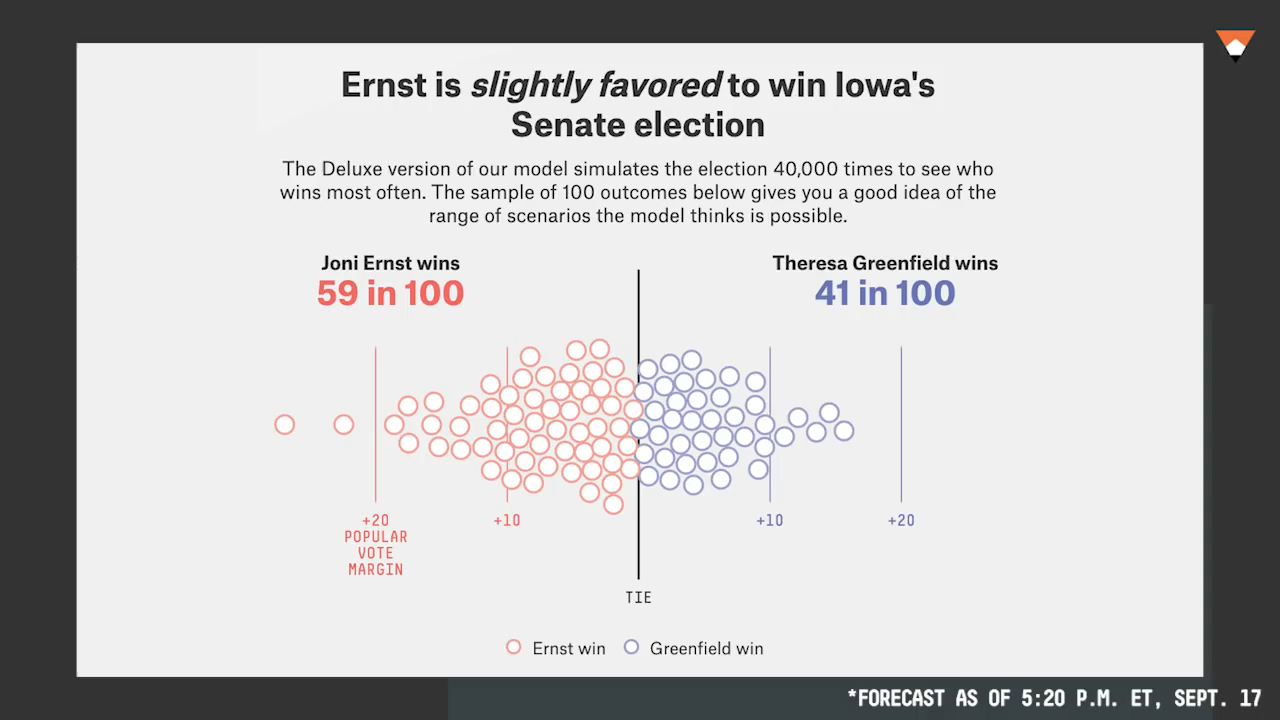 Ernst is slightly favored to win Iowa's
Senate election
The Deluxe version of our model simulates the election 40,000 times to see who
wins most often. The sample of 100 outcomes below gives you a good idea of the
range of scenarios the model thinks is possible.
Joni Ernst wins
59 in 100
Theresa Greenfield wins
41 in 100
+20
POPULAR
VOTE
MARGIN
+10
+10
+20
TIE
Ernst win
Greenfield win
*FORECAST AS OF 5:20 P.M. ET, SEPT. 17